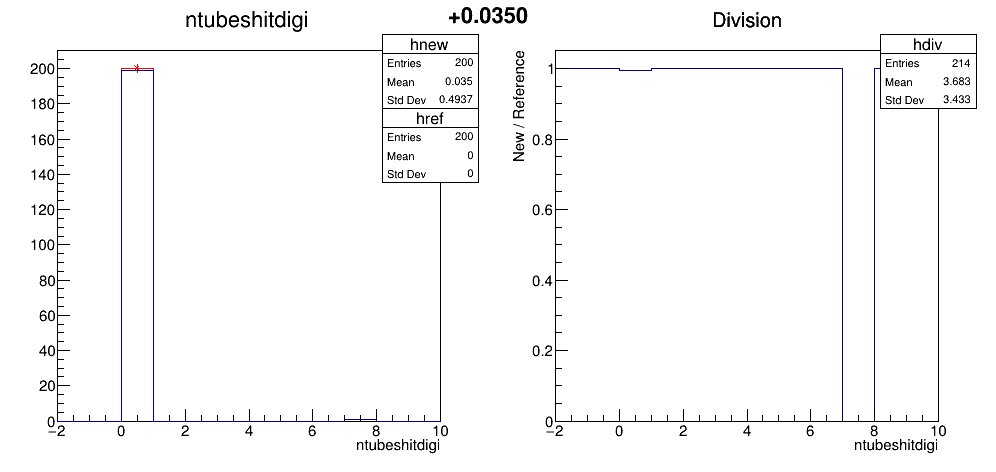 ntubeshitdigi
+0.0350
Division
hnew
Entries 200
Mean 0.035
Std Dev 0.4937
href
Entries 200
Mean 0
Std Dev 0
200
180
160
140
120
100
80
60
40
20
0
−2 0 2 4 6 8 10
ntubeshitdigi
hdiv
Entries 214
Mean 3.683
Std Dev 3.433
New / Reference
1
0.8
0.6
0.4
0.2
0
−2 0 2 4 6 8 10
ntubeshitdigi